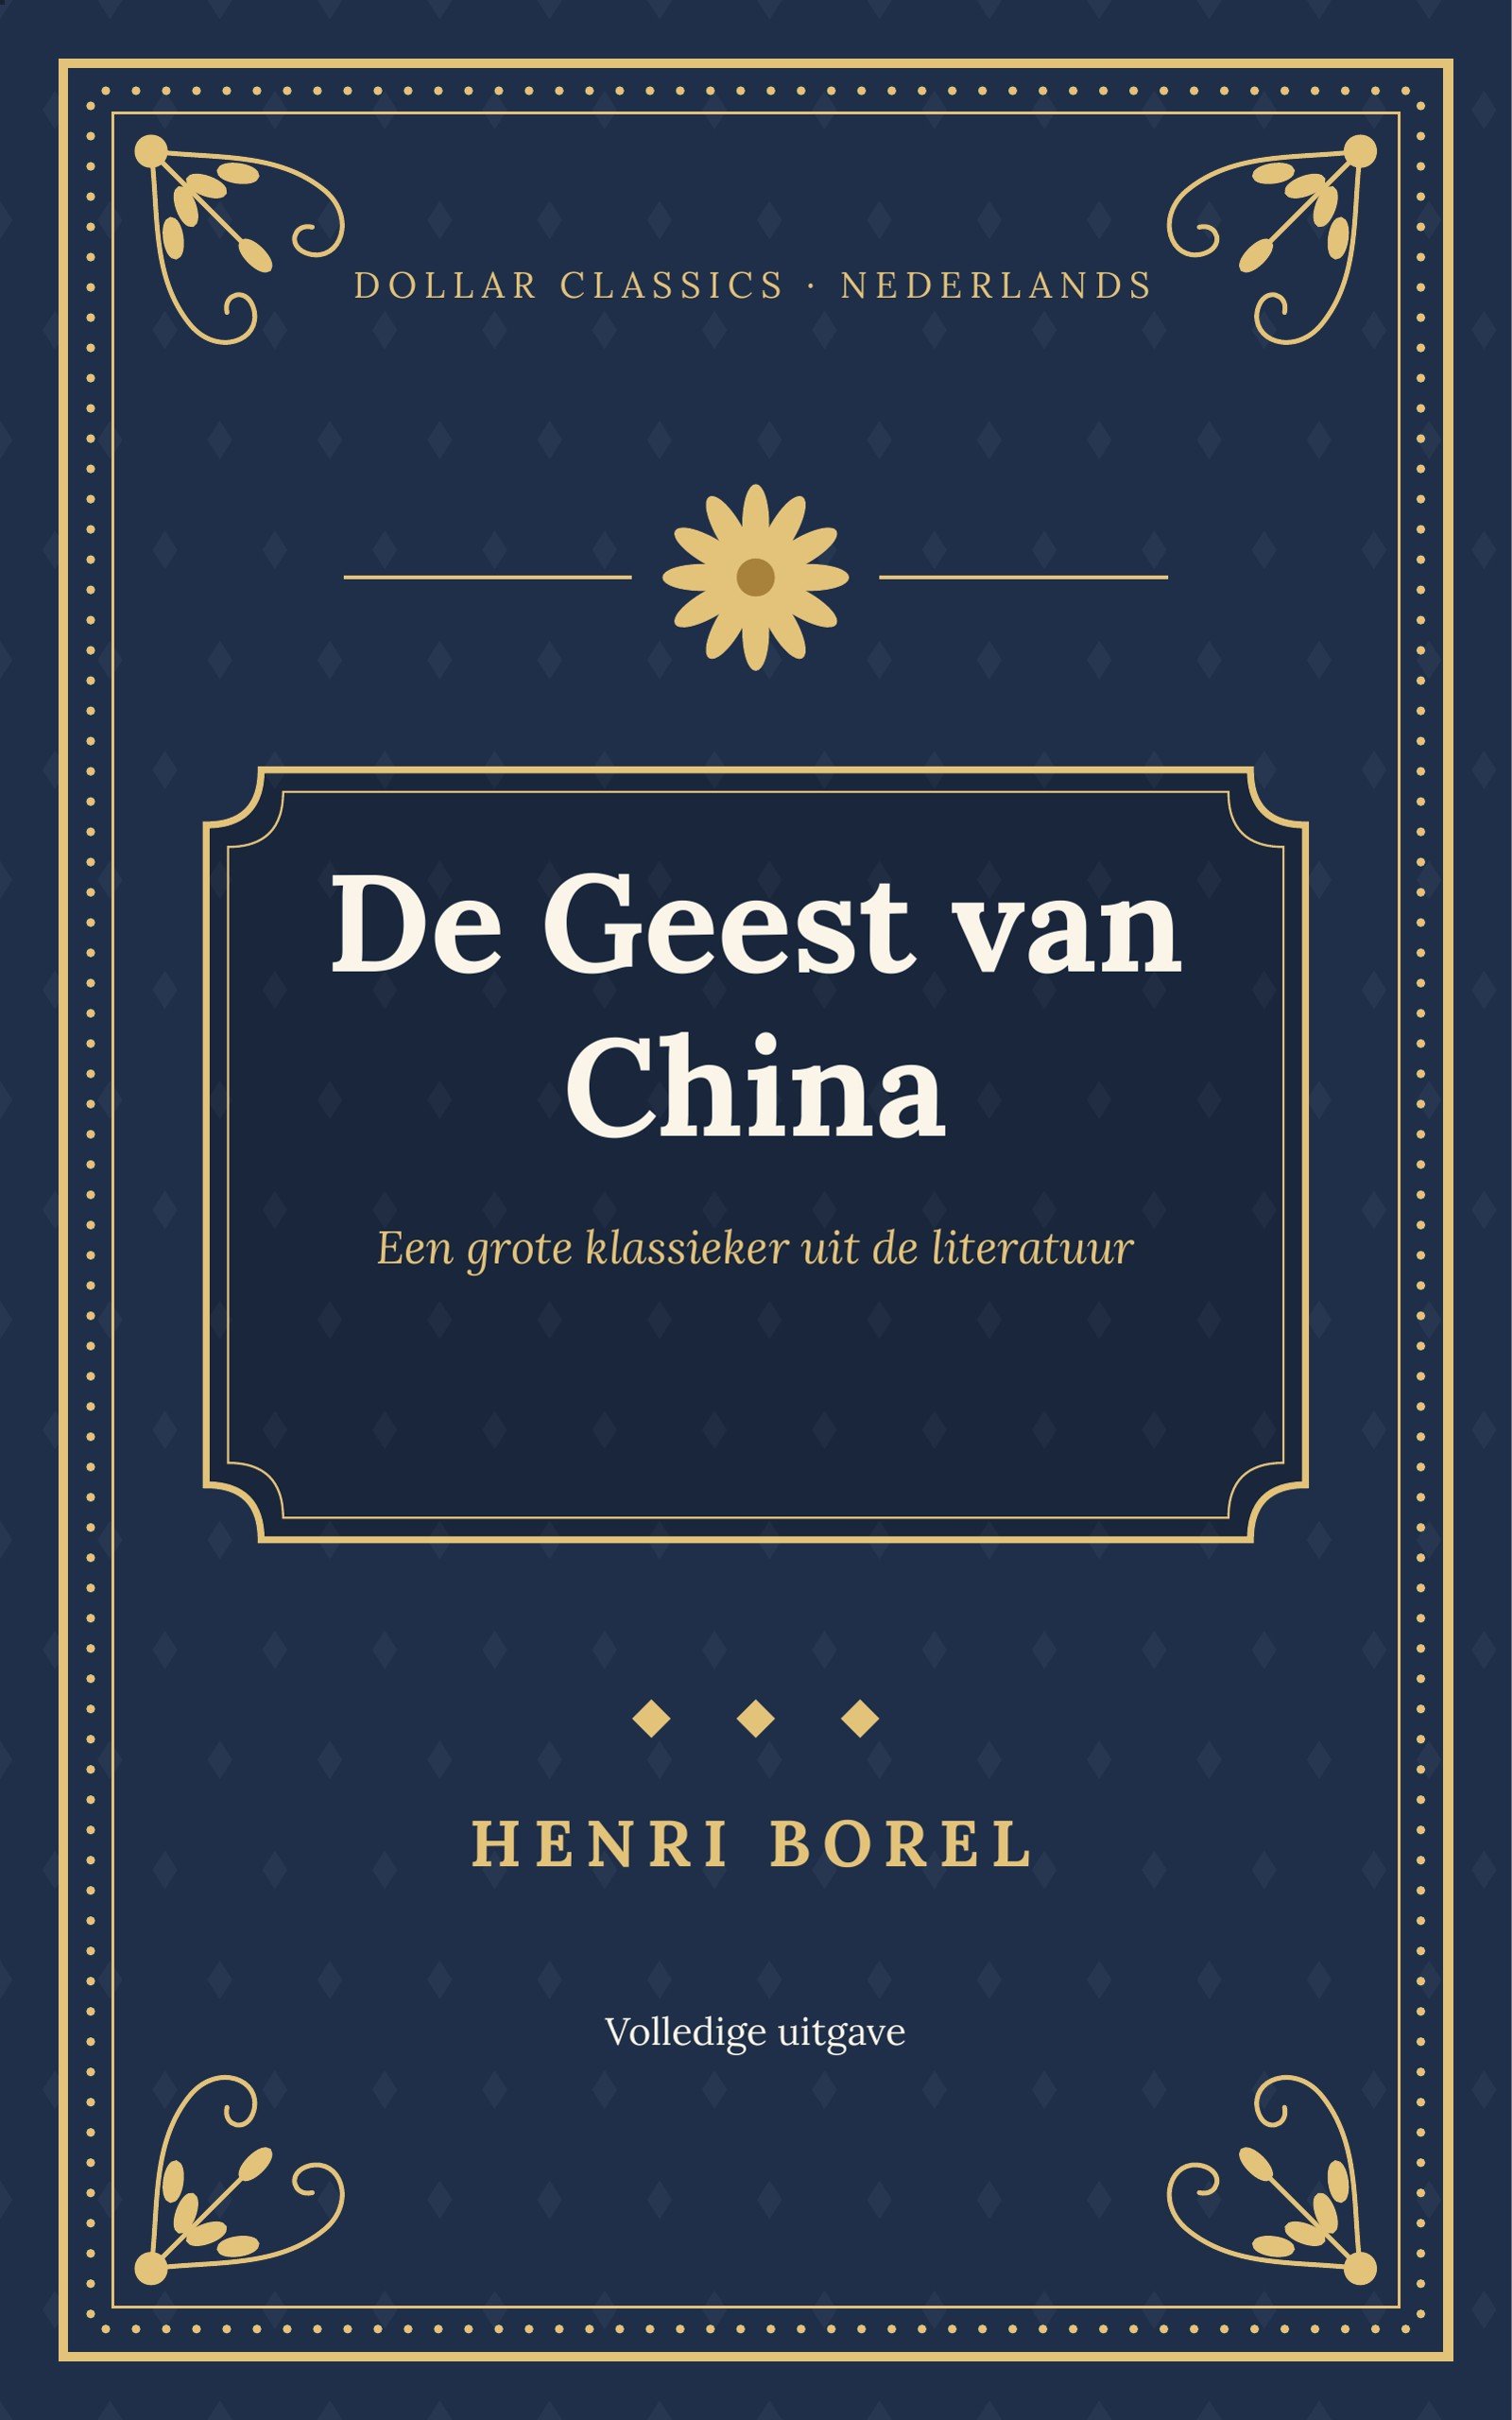 DOLLAR CLASSICS · NEDERLANDS
De Geest van
China
Een grote klassieker uit de literatuur
HENRI BOREL
Volledige uitgave